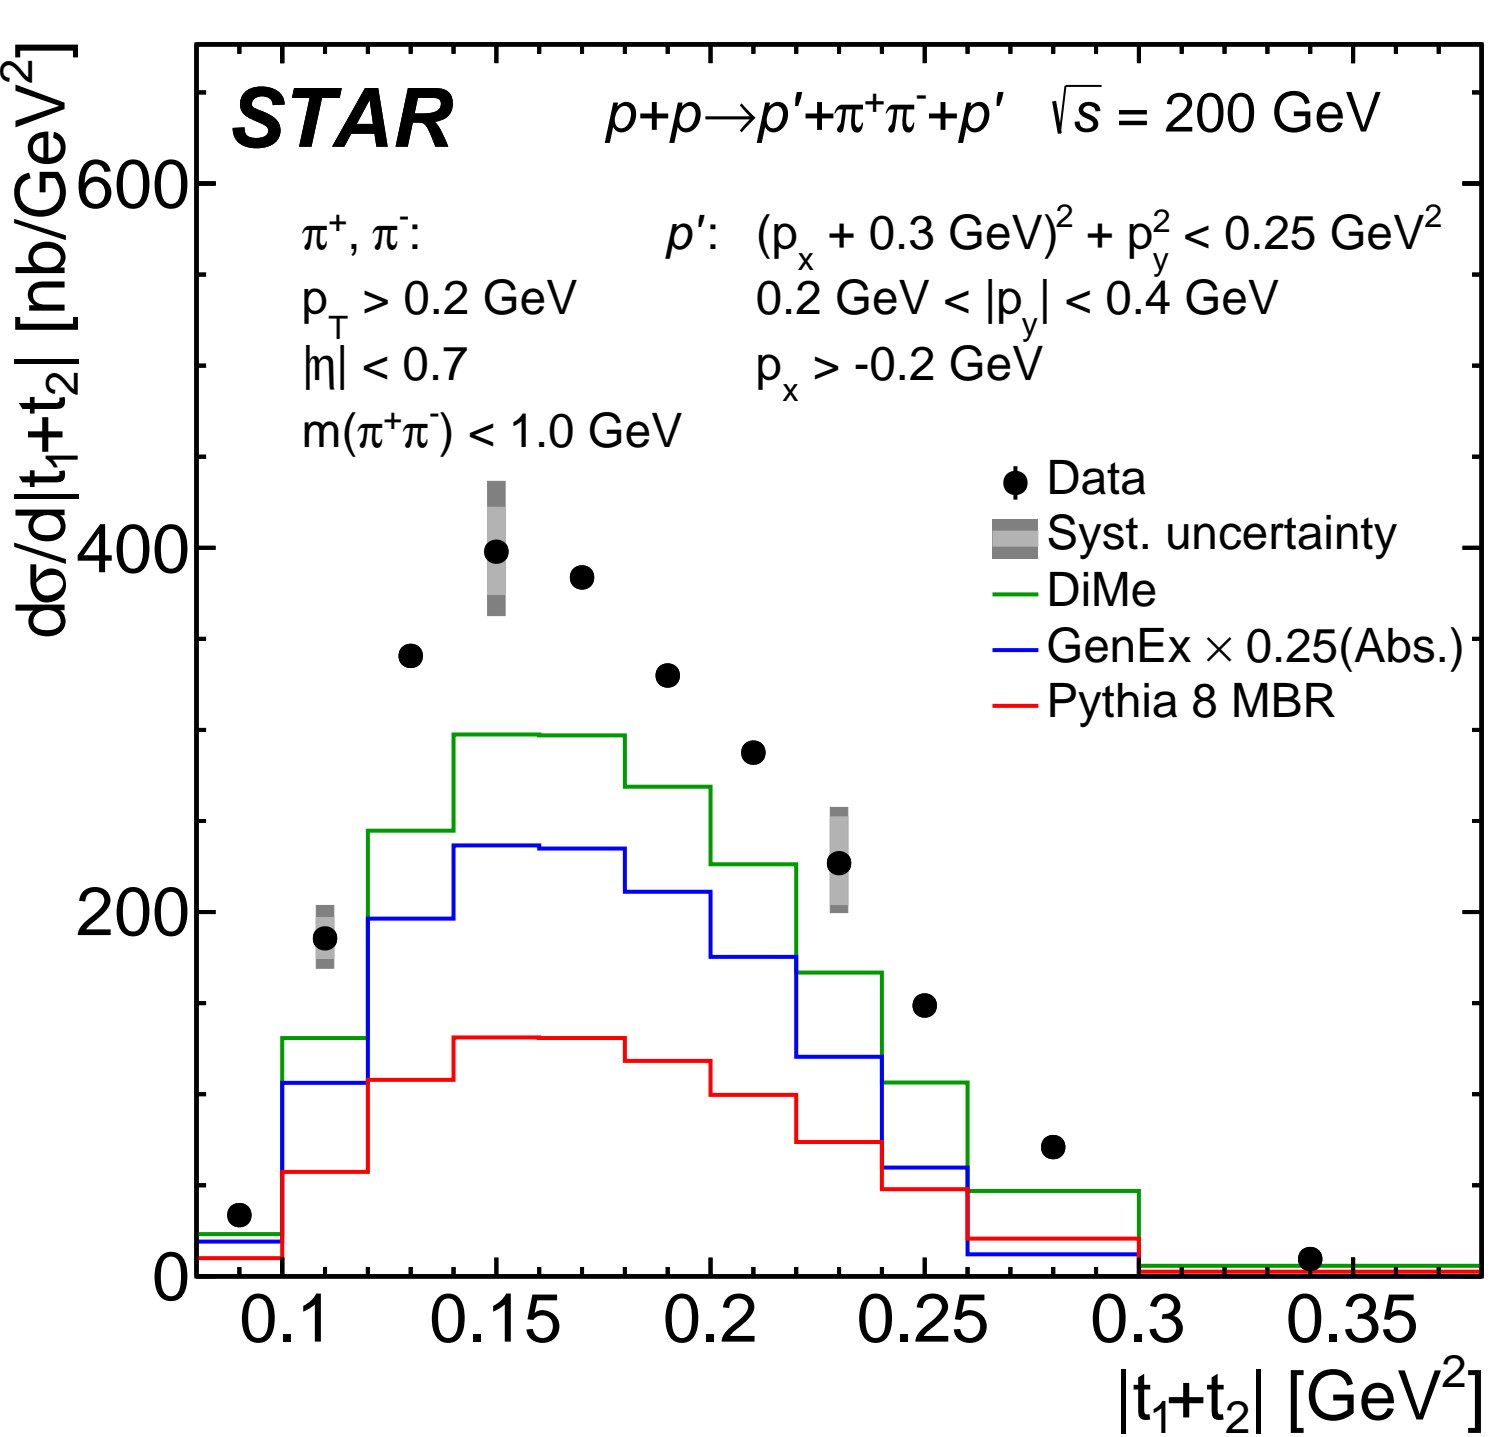 STAR p+p→p′+π⁺π⁻+p′ √s = 200 GeV
π⁺, π⁻: p′: (pₓ + 0.3 GeV)² + p_y² < 0.25 GeV²
p_T > 0.2 GeV 0.2 GeV < |p_y| < 0.4 GeV
|η| < 0.7 pₓ > -0.2 GeV
m(π⁺π⁻) < 1.0 GeV
Data
Syst. uncertainty
DiMe
GenEx × 0.25(Abs.)
Pythia 8 MBR
dσ/d|t₁+t₂| [nb/GeV²]
600
400
200
0
0.1 0.15 0.2 0.25 0.3 0.35
|t₁+t₂| [GeV²]